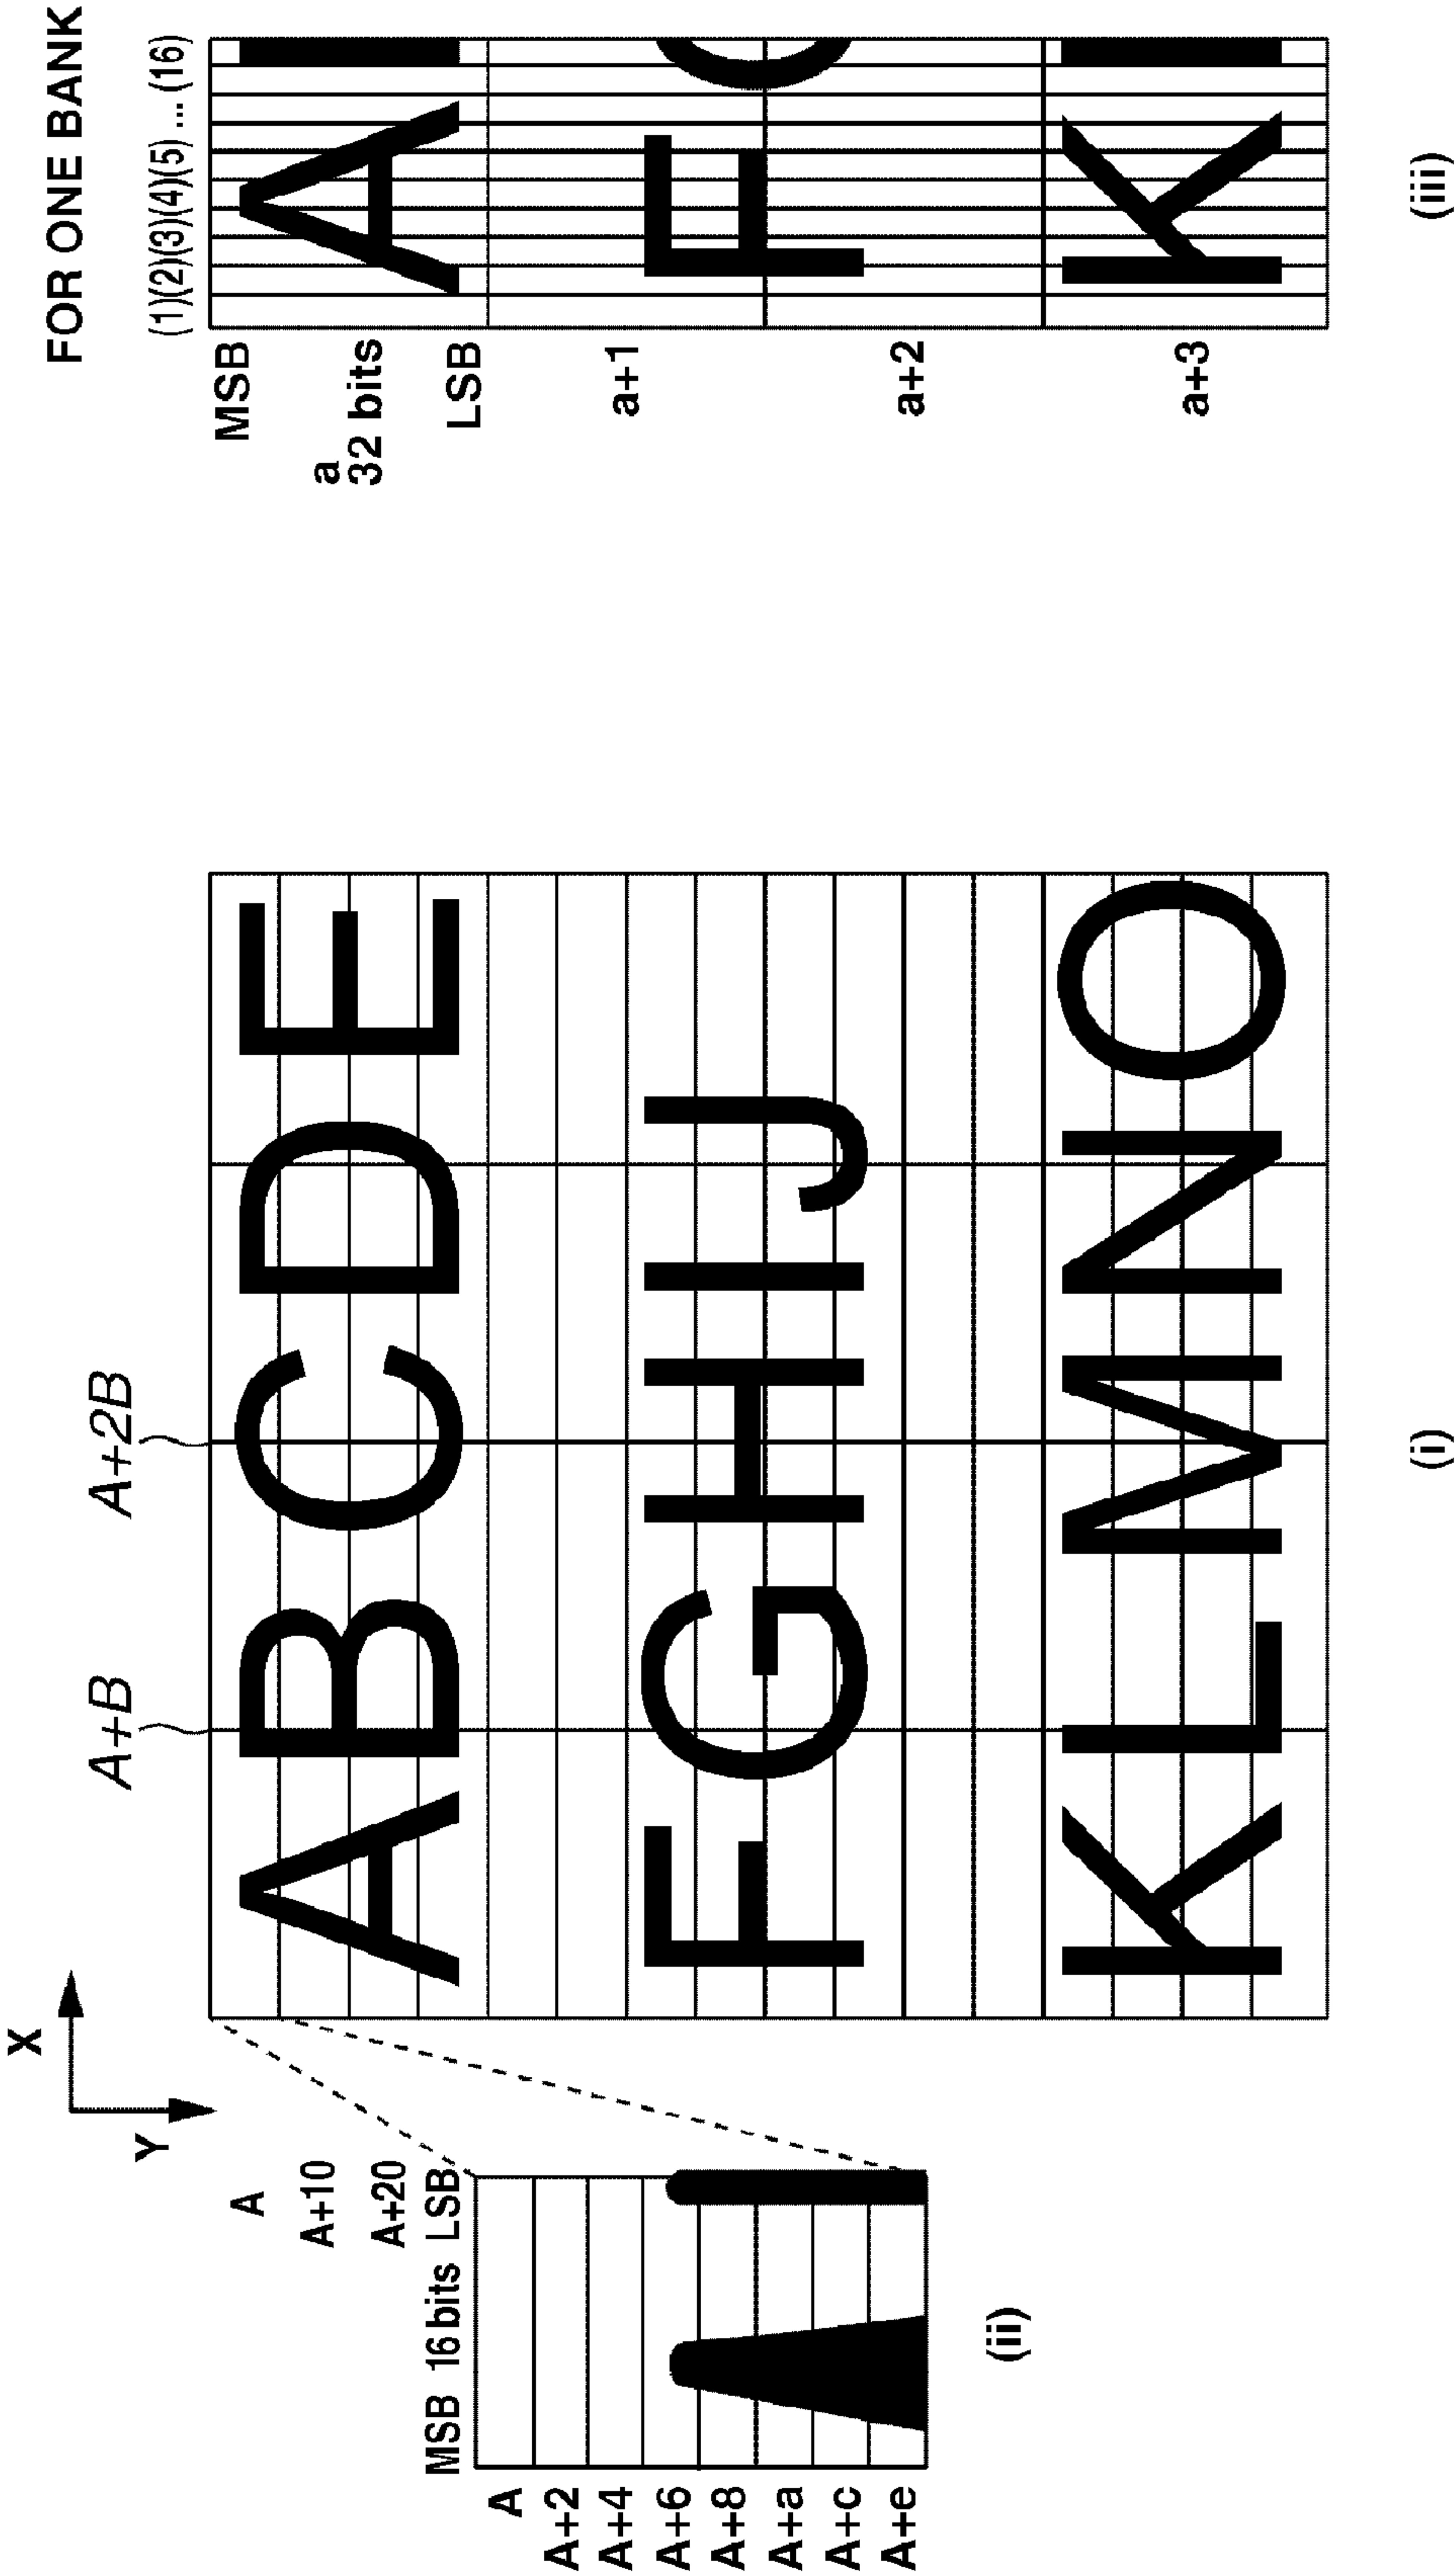 FOR ONE BANK
X
Y
A+B
A+2B
(1)(2)(3)(4)(5) ... (16)
A
A+10
A+20
MSB 16 bits LSB
A
A+2
A+4
A+6
A+8
A+a
A+c
A+e
(ii)
ABCDE
FGHIJ
KLMNO
(i)
MSB
a
32 bits
LSB
a+1
a+2
a+3
A
F
K
(iii)